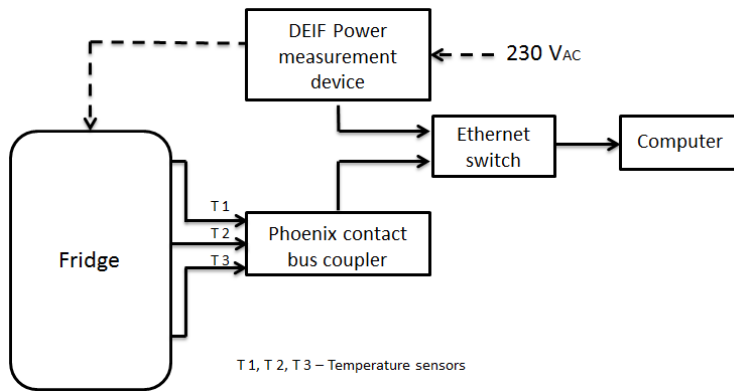 DEIF Power
measurement
device
230 VAC
Ethernet
switch
Computer
T 1
T 2
T 3
Phoenix contact
bus coupler
Fridge
T 1, T 2, T 3 – Temperature sensors